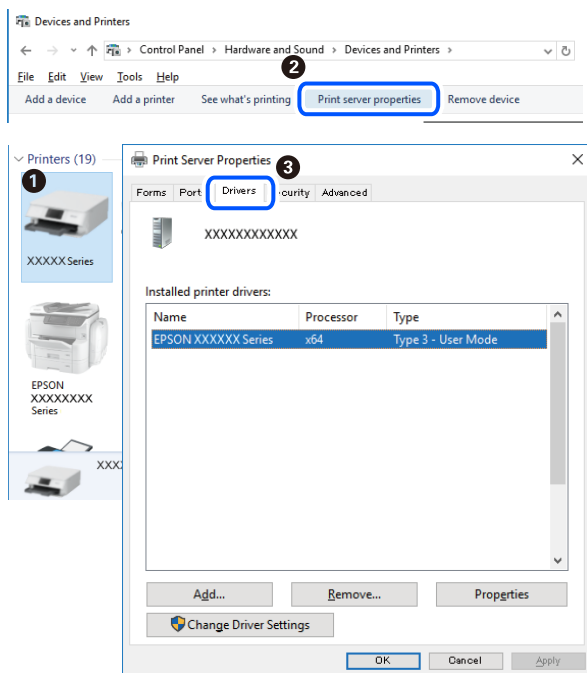 Devices and Printers
Control Panel > Hardware and Sound > Devices and Printers >
2
File Edit View Tools Help
Add a device Add a printer See what's printing Print server properties Remove device
Printers (19)
1
XXXXX Series
EPSON
XXXXXXXX
Series
XXX
Print Server Properties
3
Forms Port Drivers curity Advanced
XXXXXXXXXXXX
Installed printer drivers:
Name Processor Type
EPSON XXXXXX Series x64 Type 3 - User Mode
Add... Remove... Properties
Change Driver Settings
OK Cancel Apply